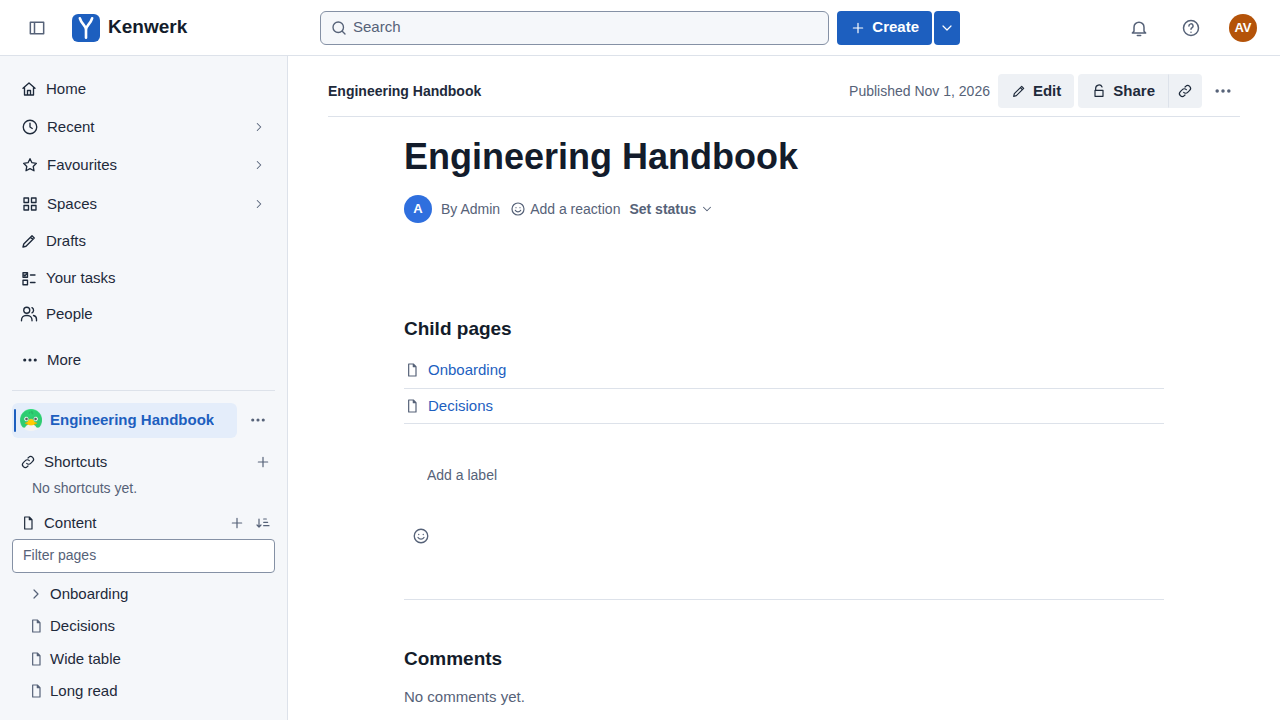 Kenwerk
Search
Create
AV
Home
Recent
Favourites
Spaces
Drafts
Your tasks
People
More
Engineering Handbook
Shortcuts
No shortcuts yet.
Content
Filter pages
Onboarding
Decisions
Wide table
Long read
Engineering Handbook
Published Nov 1, 2026
Edit
Share
Engineering Handbook
A
By Admin
Add a reaction
Set status
Child pages
Onboarding
Decisions
Add a label
Comments
No comments yet.